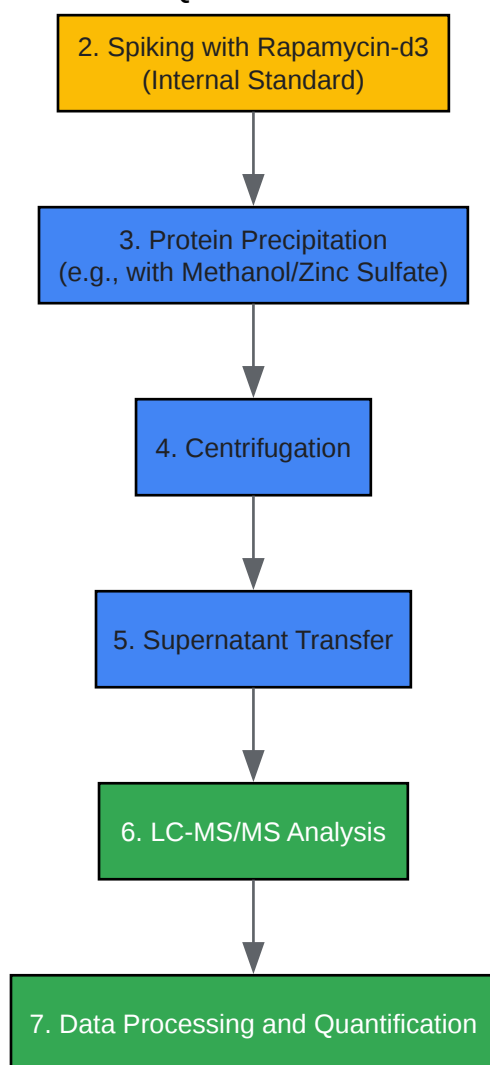 2. Spiking with Rapamycin-d3
(Internal Standard)
3. Protein Precipitation
(e.g., with Methanol/Zinc Sulfate)
4. Centrifugation
5. Supernatant Transfer
6. LC-MS/MS Analysis
7. Data Processing and Quantification